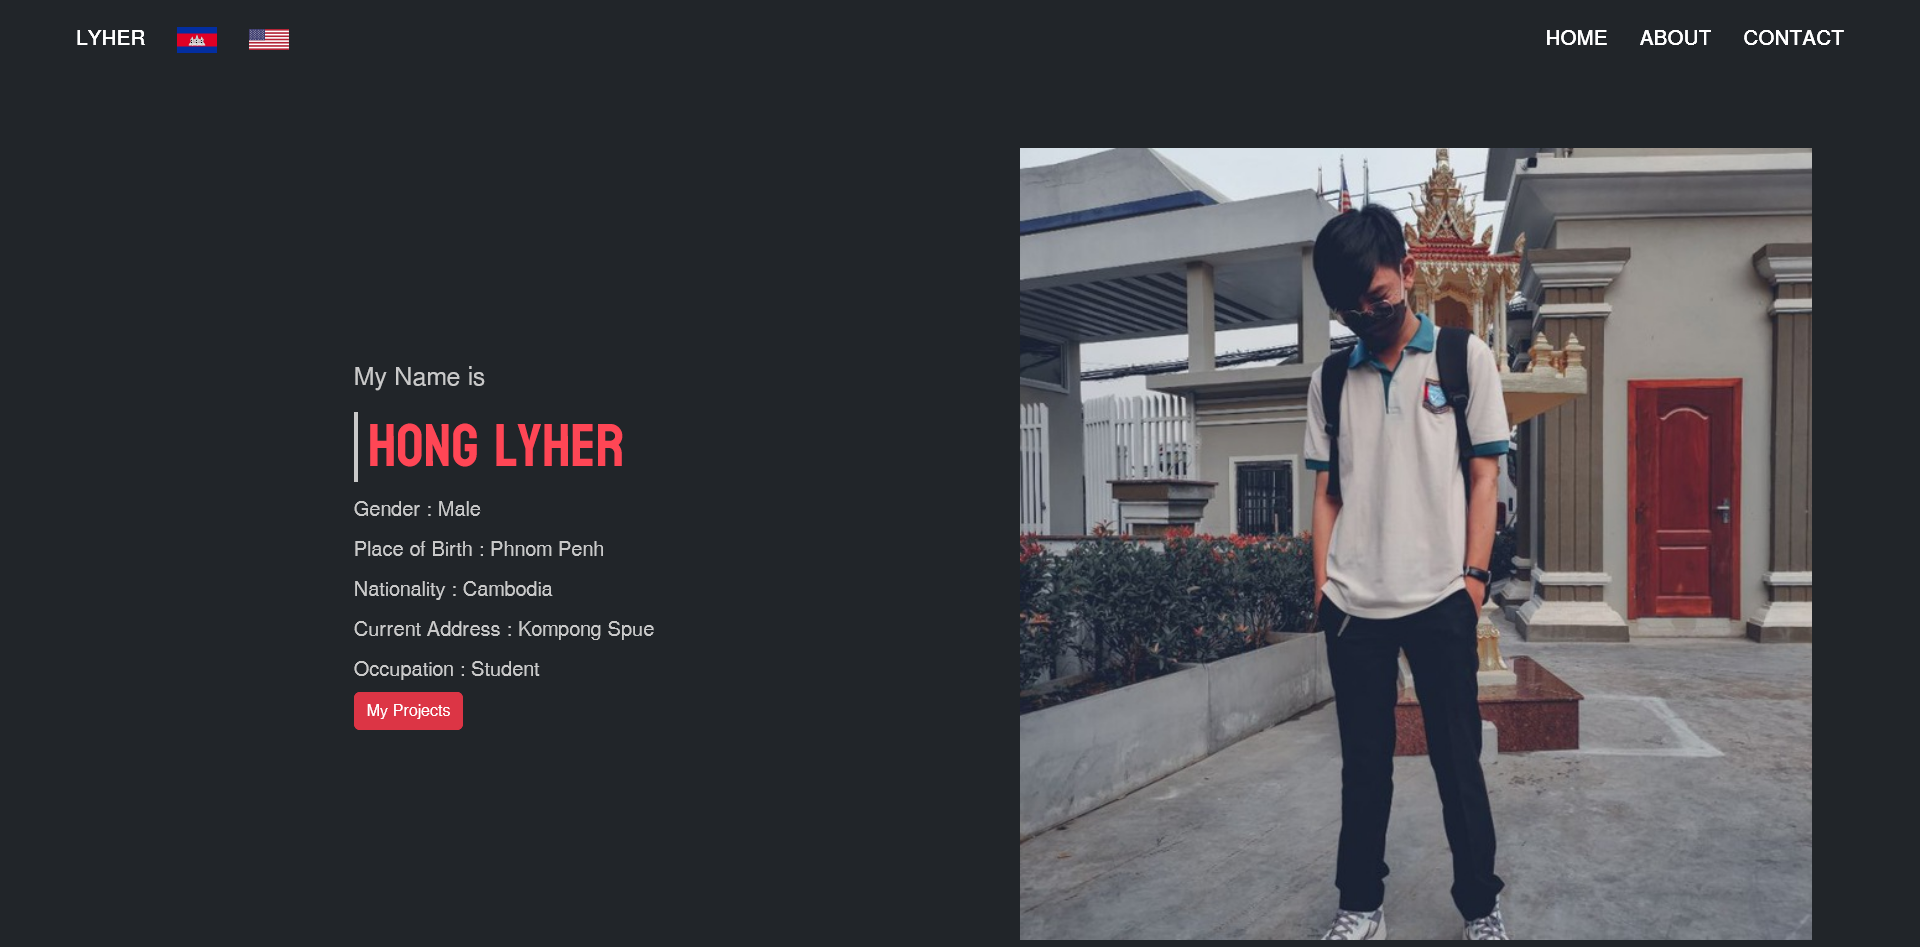 LYHER
HOME ABOUT CONTACT
My Name is
HONG LYHER
Gender : Male
Place of Birth : Phnom Penh
Nationality : Cambodia
Current Address : Kompong Spue
Occupation : Student
My Projects